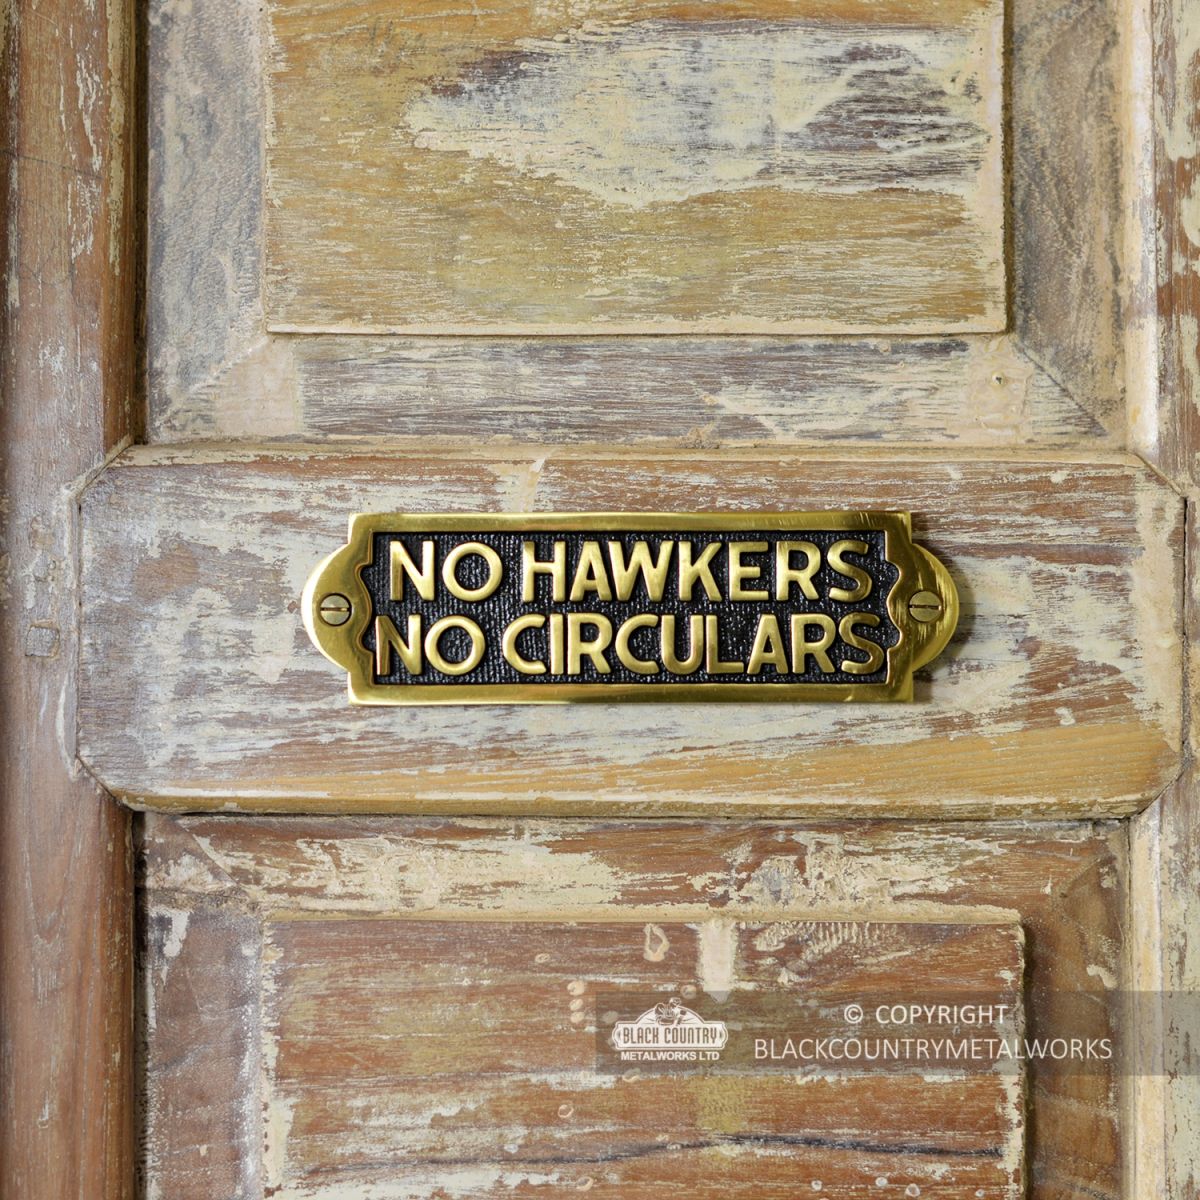 NO HAWKERS
NO CIRCULARS
BLACK COUNTRY
METALWORKS LTD
© COPYRIGHT
BLACKCOUNTRYMETALWORKS